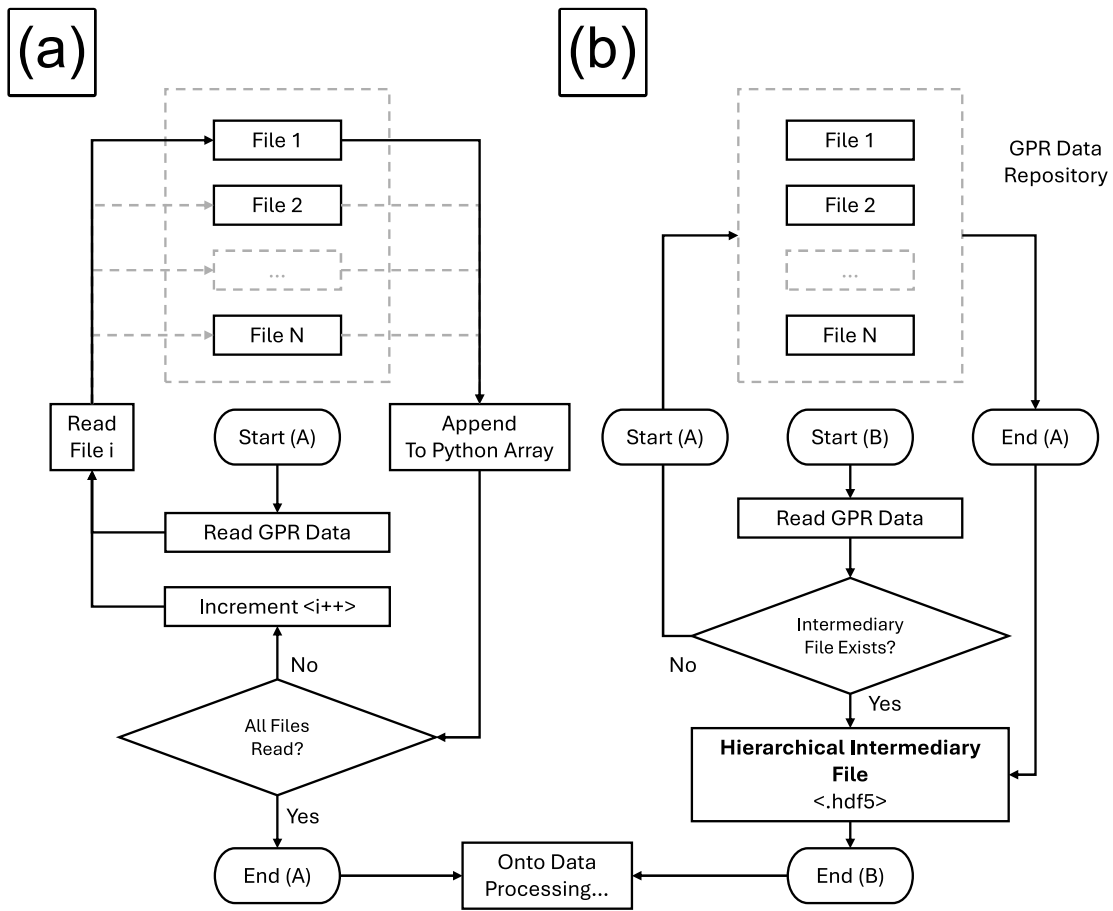 (a)
File 1
File 2
...
File N
Read
File i
Start (A)
Append
To Python Array
Read GPR Data
Increment <i++>
No
All Files
Read?
Yes
End (A)
(b)
File 1
File 2
...
File N
GPR Data
Repository
Start (A)
Start (B)
End (A)
Read GPR Data
Intermediary
File Exists?
No
Yes
Hierarchical Intermediary
File
<.hdf5>
End (B)
Onto Data
Processing...